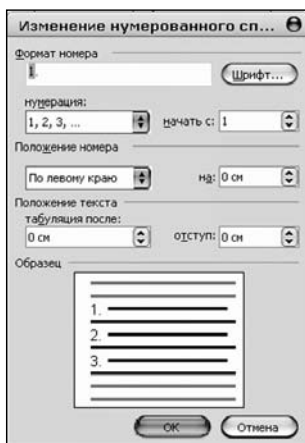 Изменение нумерованного сп...
Формат номера
1.
Шрифт...
нумерация:
1, 2, 3, ...
начать с: 1
Положение номера
По левому краю
на: 0 см
Положение текста
табуляция после:
0 см
отступ: 0 см
Образец
1.
2.
3.
ОК
Отмена